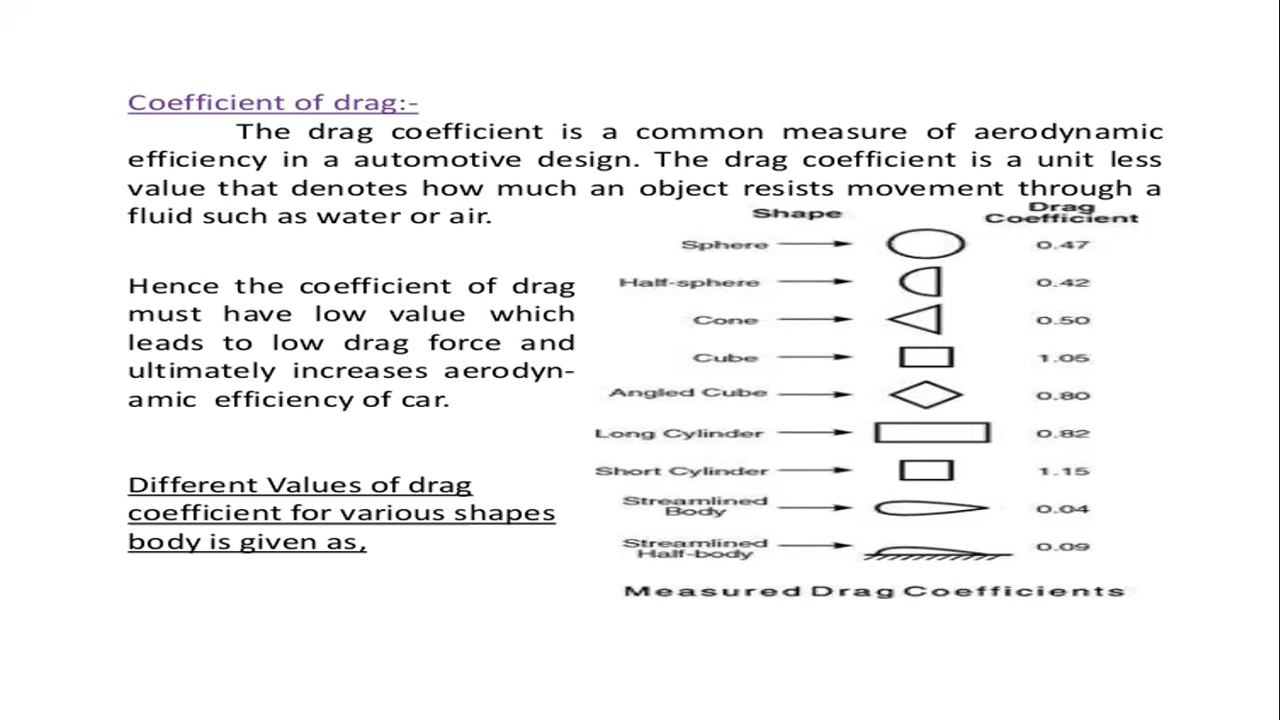 Coefficient of drag:-
The drag coefficient is a common measure of aerodynamic
efficiency in a automotive design. The drag coefficient is a unit less
value that denotes how much an object resists movement through a
fluid such as water or air.
Hence the coefficient of drag
must have low value which
leads to low drag force and
ultimately increases aerodyn-
amic efficiency of car.
Different Values of drag
coefficient for various shapes
body is given as,
Shape Drag
Coefficient
Sphere 0.47
Half-sphere 0.42
Cone 0.50
Cube 1.05
Angled Cube 0.80
Long Cylinder 0.82
Short Cylinder 1.15
Streamlined
Body 0.04
Streamlined
Half-body 0.09
Measured Drag Coefficients